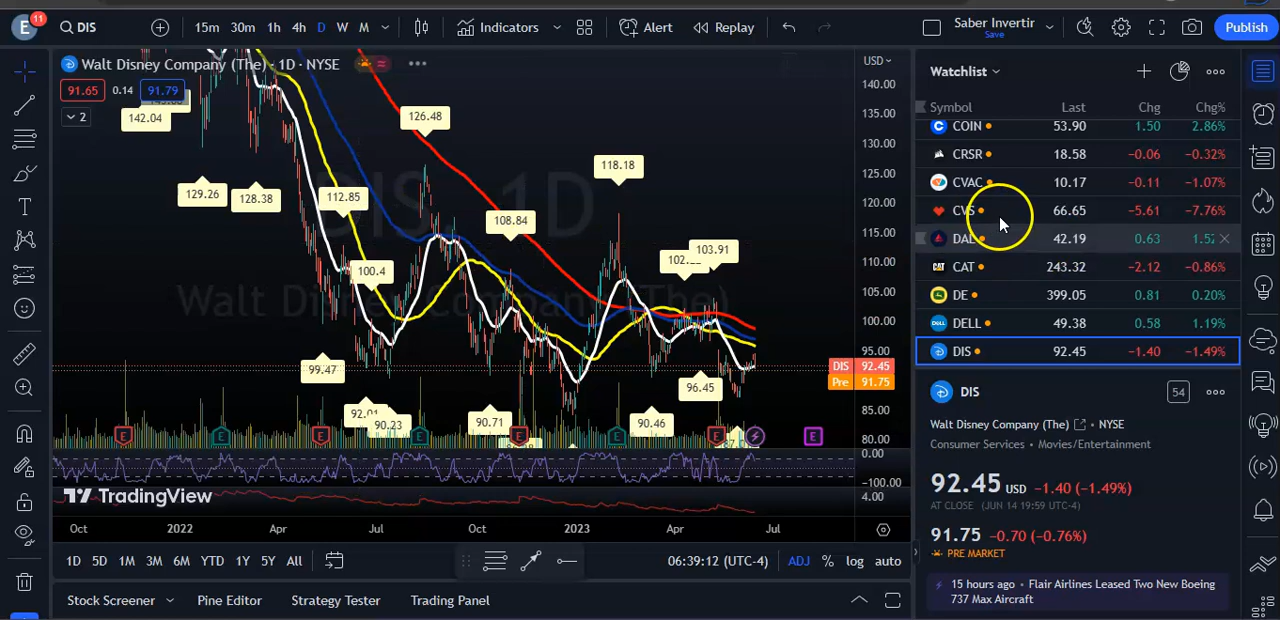 E 11 DIS 15m 30m 1h 4h D W M Indicators Alert Replay Saber Invertir Publish
Save
Walt Disney Company (The) · 1D · NYSE USD
91.65 0.14 91.79
2
142.04
129.26
128.38
112.85
126.48
100.4
108.84
118.18
103.91
99.47
90.23
90.71
90.46
96.45
DIS · 1D
Walt Disney Company (The)
140.00
135.00
130.00
125.00
120.00
115.00
110.00
105.00
100.00
95.00
DIS 92.45
Pre 91.75
85.00
80.00
0.00
−100.00
4.00
E E E E E
TradingView
Oct 2022 Apr Jul Oct 2023 Apr Jul
1D 5D 1M 3M 6M YTD 1Y 5Y All 06:39:12 (UTC-4) ADJ % log auto
Stock Screener Pine Editor Strategy Tester Trading Panel
Watchlist
Symbol Last Chg Chg%
COIN 53.90 1.50 2.86%
CRSR 18.58 −0.06 −0.32%
CVAC 10.17 −0.11 −1.07%
CVS 66.65 −5.61 −7.76%
DAL 42.19 0.63
CAT 243.32 −2.12 −0.86%
DE 399.05 0.81 0.20%
DELL 49.38 0.58 1.19%
DIS 92.45 −1.40 −1.49%
DIS 54
Walt Disney Company (The) • NYSE
Consumer Services • Movies/Entertainment
92.45 USD −1.40 (−1.49%)
AT CLOSE (JUN 14 19:59 UTC-4)
91.75 −0.70 (−0.76%)
PRE MARKET
15 hours ago • Flair Airlines Leased Two New Boeing
737 Max Aircraft